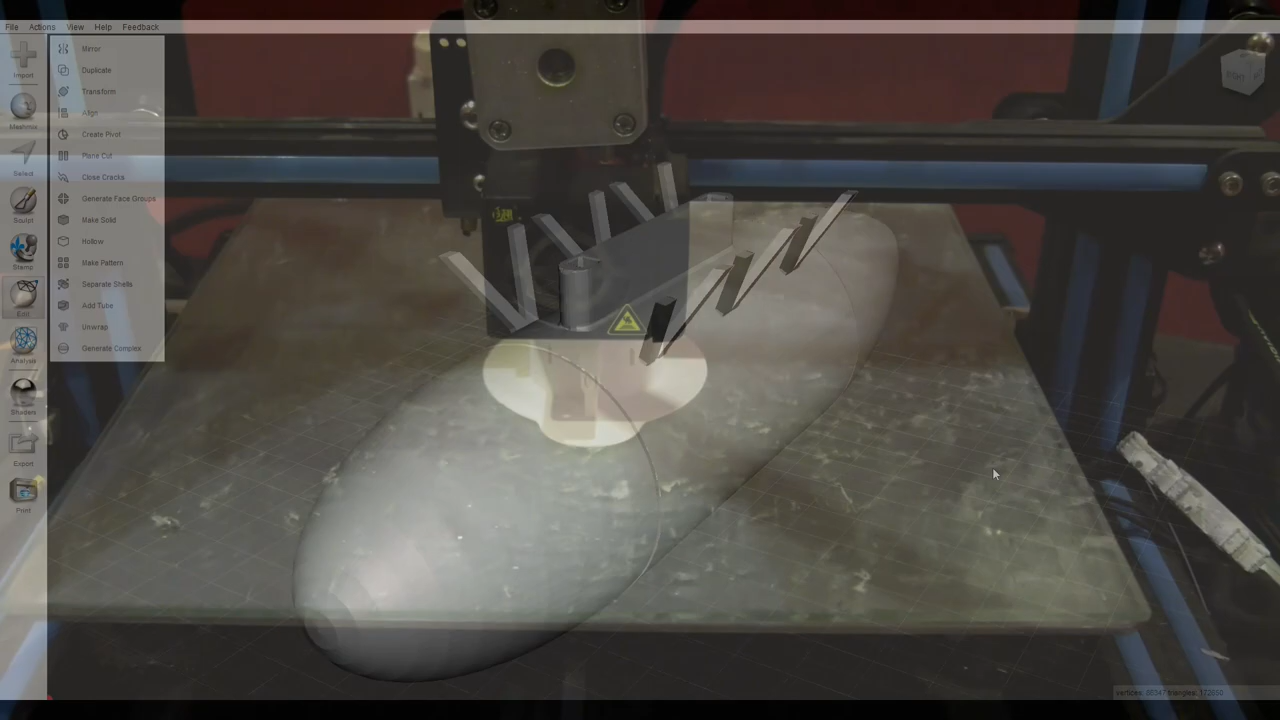 File Actions View Help Feedback
Import
Meshmix
Select
Sculpt
Stamp
Edit
Analysis
Shaders
Export
Print
Mirror
Duplicate
Transform
Align
Create Pivot
Plane Cut
Close Cracks
Generate Face Groups
Make Solid
Hollow
Make Pattern
Separate Shells
Add Tube
Unwrap
Generate Complex
vertices: triangles: